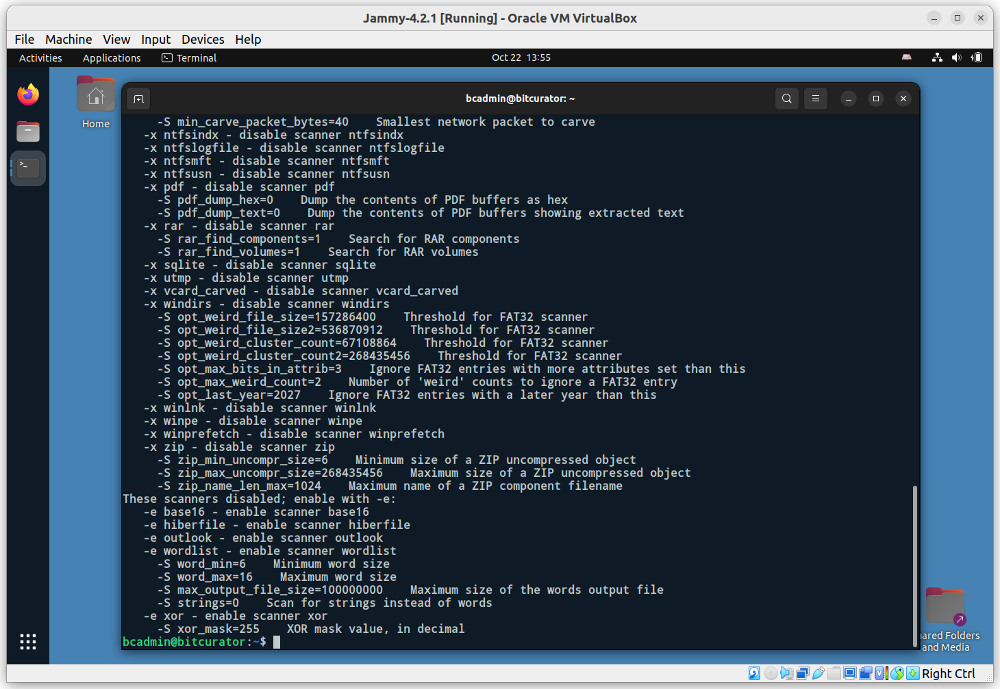 Jammy-4.2.1 [Running] - Oracle VM VirtualBox
File Machine View Input Devices Help
Activities Applications Terminal Oct 22 13:55
Home
bcadmin@bitcurator: ~
-S min_carve_packet_bytes=40    Smallest network packet to carve
-x ntfsindx - disable scanner ntfsindx
-x ntfslogfile - disable scanner ntfslogfile
-x ntfsmft - disable scanner ntfsmft
-x ntfsusn - disable scanner ntfsusn
-x pdf - disable scanner pdf
-S pdf_dump_hex=0    Dump the contents of PDF buffers as hex
-S pdf_dump_text=0    Dump the contents of PDF buffers showing extracted text
-x rar - disable scanner rar
-S rar_find_components=1    Search for RAR components
-S rar_find_volumes=1    Search for RAR volumes
-x sqlite - disable scanner sqlite
-x utmp - disable scanner utmp
-x vcard_carved - disable scanner vcard_carved
-x windirs - disable scanner windirs
-S opt_weird_file_size=157286400    Threshold for FAT32 scanner
-S opt_weird_file_size2=536870912    Threshold for FAT32 scanner
-S opt_weird_cluster_count=67108864    Threshold for FAT32 scanner
-S opt_weird_cluster_count2=268435456    Threshold for FAT32 scanner
-S opt_max_bits_in_attrib=3    Ignore FAT32 entries with more attributes set than this
-S opt_max_weird_count=2    Number of 'weird' counts to ignore a FAT32 entry
-S opt_last_year=2027    Ignore FAT32 entries with a later year than this
-x winlnk - disable scanner winlnk
-x winpe - disable scanner winpe
-x winprefetch - disable scanner winprefetch
-x zip - disable scanner zip
-S zip_min_uncompr_size=6    Minimum size of a ZIP uncompressed object
-S zip_max_uncompr_size=268435456    Maximum size of a ZIP uncompressed object
-S zip_name_len_max=1024    Maximum name of a ZIP component filename
These scanners disabled; enable with -e:
-e base16 - enable scanner base16
-e hiberfile - enable scanner hiberfile
-e outlook - enable scanner outlook
-e wordlist - enable scanner wordlist
-S word_min=6    Minimum word size
-S word_max=16    Maximum word size
-S max_output_file_size=100000000    Maximum size of the words output file
-S strings=0    Scan for strings instead of words
-e xor - enable scanner xor
-S xor_mask=255    XOR mask value, in decimal
bcadmin@bitcurator:~$
ared Folders
and Media
Right Ctrl